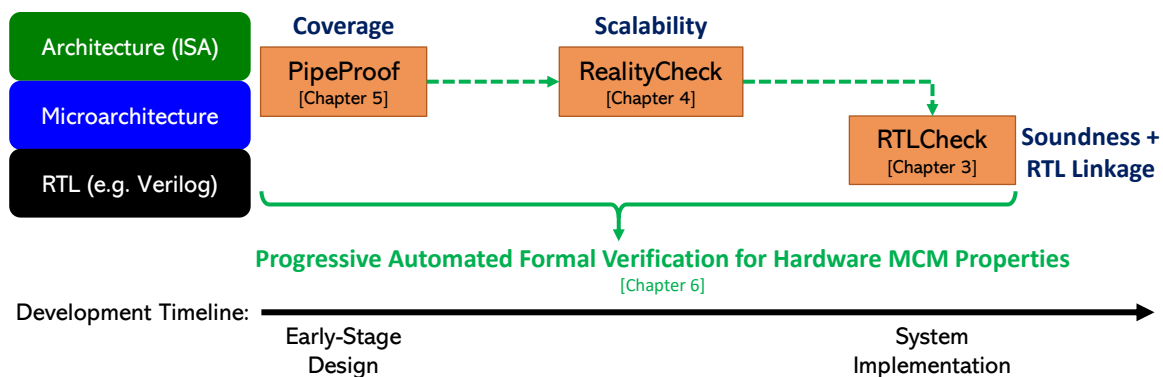 Architecture (ISA)
Microarchitecture
RTL (e.g. Verilog)
Coverage
PipeProof
[Chapter 5]
Scalability
RealityCheck
[Chapter 4]
RTLCheck
[Chapter 3]
Soundness +
RTL Linkage
Progressive Automated Formal Verification for Hardware MCM Properties
[Chapter 6]
Development Timeline:
Early-Stage
Design
System
Implementation